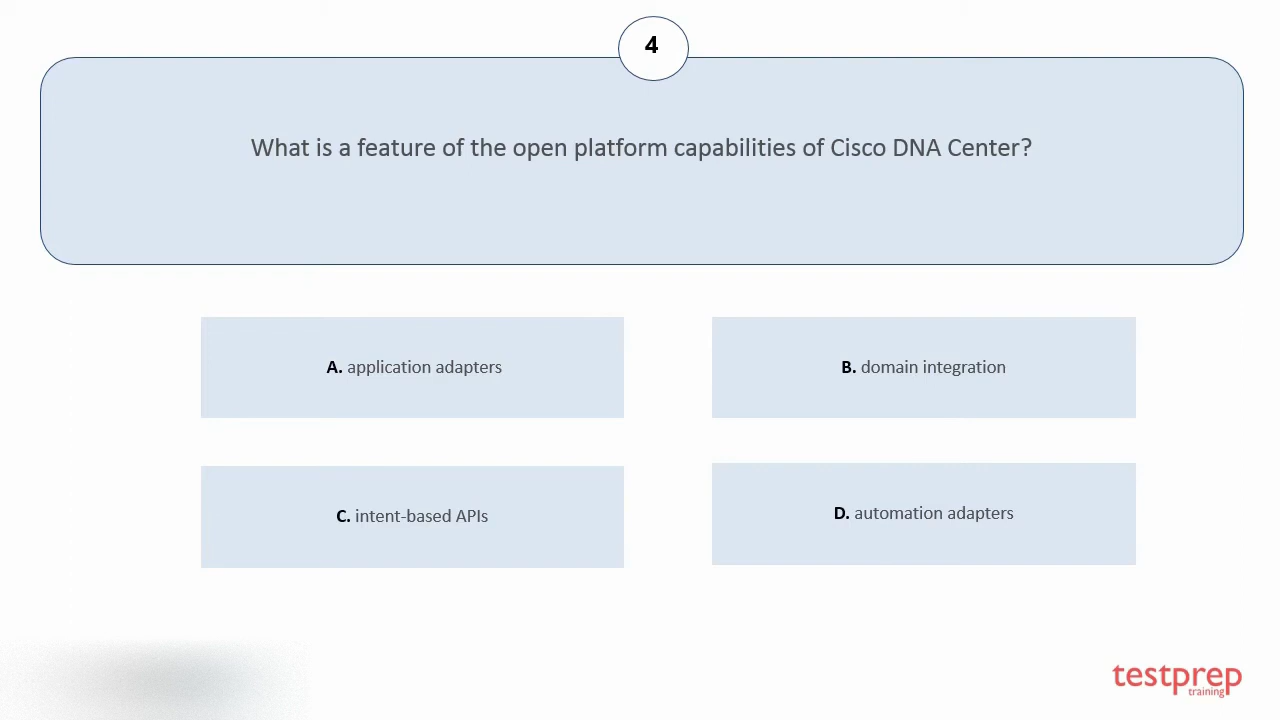 4
What is a feature of the open platform capabilities of Cisco DNA Center?
A. application adapters
B. domain integration
C. intent-based APIs
D. automation adapters
testprep
training